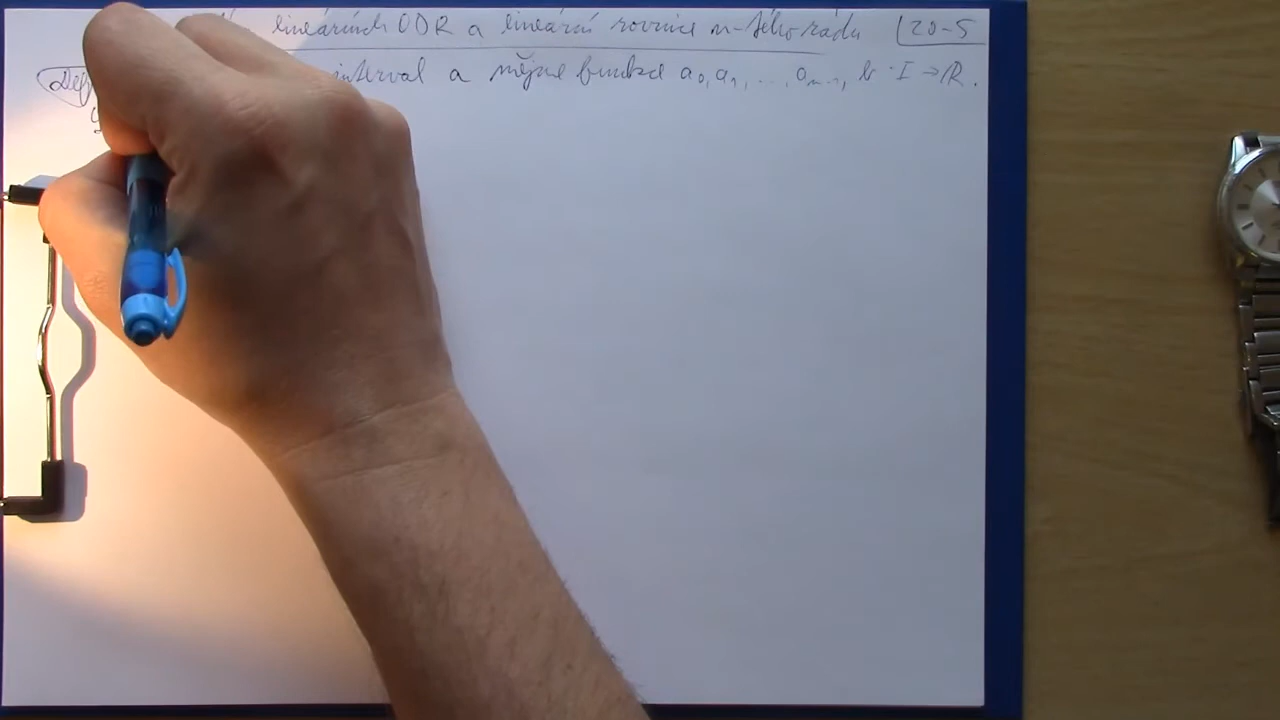 lineárních ODR a lineární rovnice n-tého řádu 20-5
Def interval a mějme funkce a₀, a₁, ..., aₙ₋₁, b : I → ℝ.